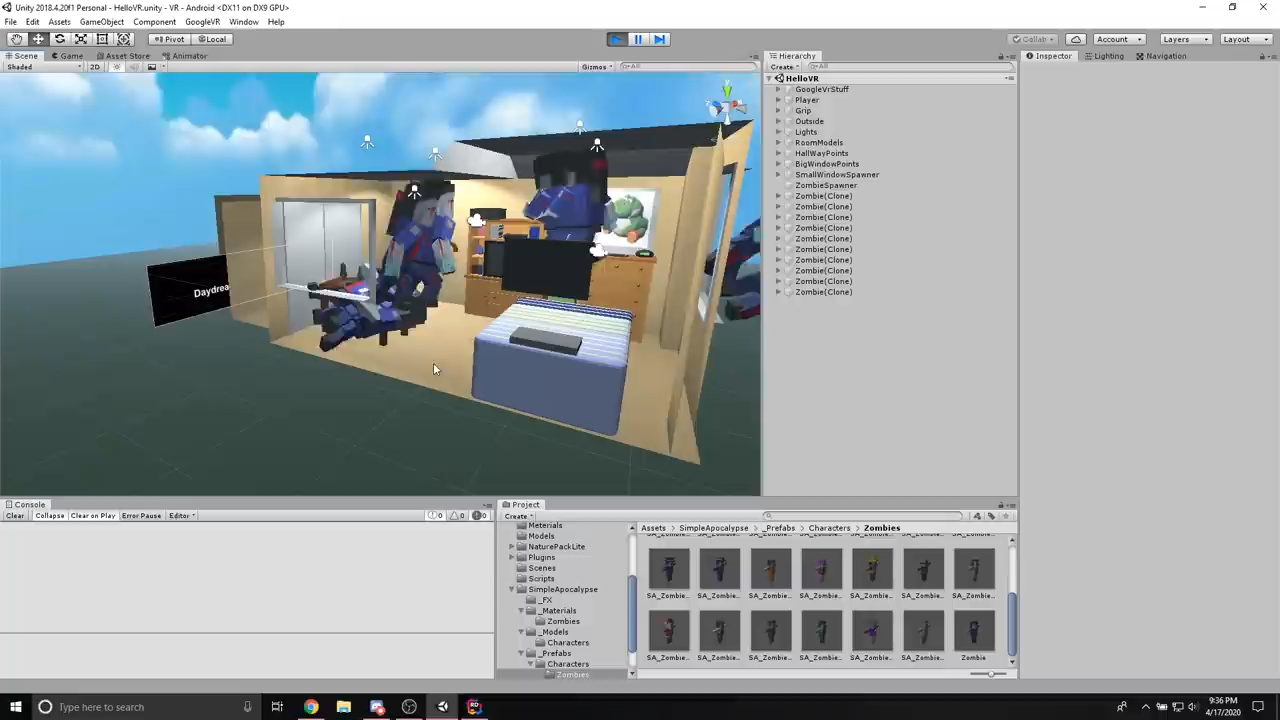 Unity 2018.4.20f1 Personal - HelloVR.unity - VR - Android <DX11 on DX9 GPU>
File Edit Assets GameObject Component GoogleVR Window Help
Pivot Local Collab Account Layers Layout
Scene Game Asset Store Animator
Shaded 2D Gizmos All
Daydrea
Hierarchy
Create All
HelloVR
GoogleVrStuff
Player
Grip
Outside
Lights
RoomModels
HallWayPoints
BigWindowPoints
SmallWindowSpawner
ZombieSpawner
Zombie(Clone)
Zombie(Clone)
Zombie(Clone)
Zombie(Clone)
Zombie(Clone)
Zombie(Clone)
Zombie(Clone)
Zombie(Clone)
Zombie(Clone)
Zombie(Clone)
Inspector Lighting Navigation
Console
Clear Collapse Clear on Play Error Pause Editor 0 0 0
Project
Create
Meterials
Models
NaturePackLite
Plugins
Scenes
Scripts
SimpleApocalypse
_FX
_Materials
Zombies
_Models
Characters
_Prefabs
Characters
Zombies
Assets SimpleApocalypse _Prefabs Characters Zombies
SA_Zombie... SA_Zombie... SA_Zombie... SA_Zombie... SA_Zombie... SA_Zombie... SA_Zombie...
SA_Zombie... SA_Zombie... SA_Zombie... SA_Zombie... SA_Zombie... SA_Zombie... Zombie
Type here to search
9:36 PM
4/17/2020